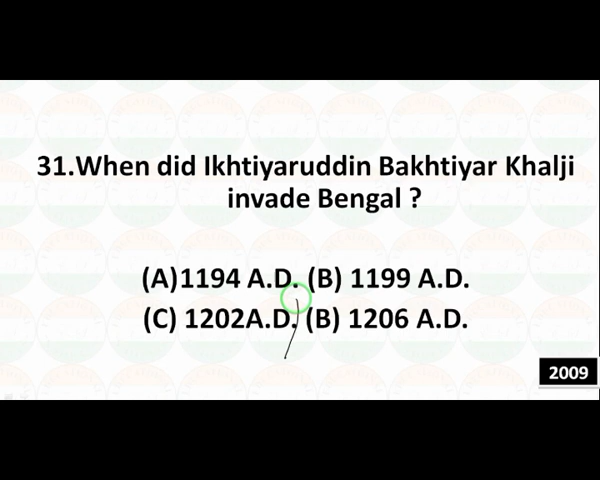 31.When did Ikhtiyaruddin Bakhtiyar Khalji
invade Bengal ?
(A)1194 A.D. (B) 1199 A.D.
(C) 1202A.D. (B) 1206 A.D.
2009